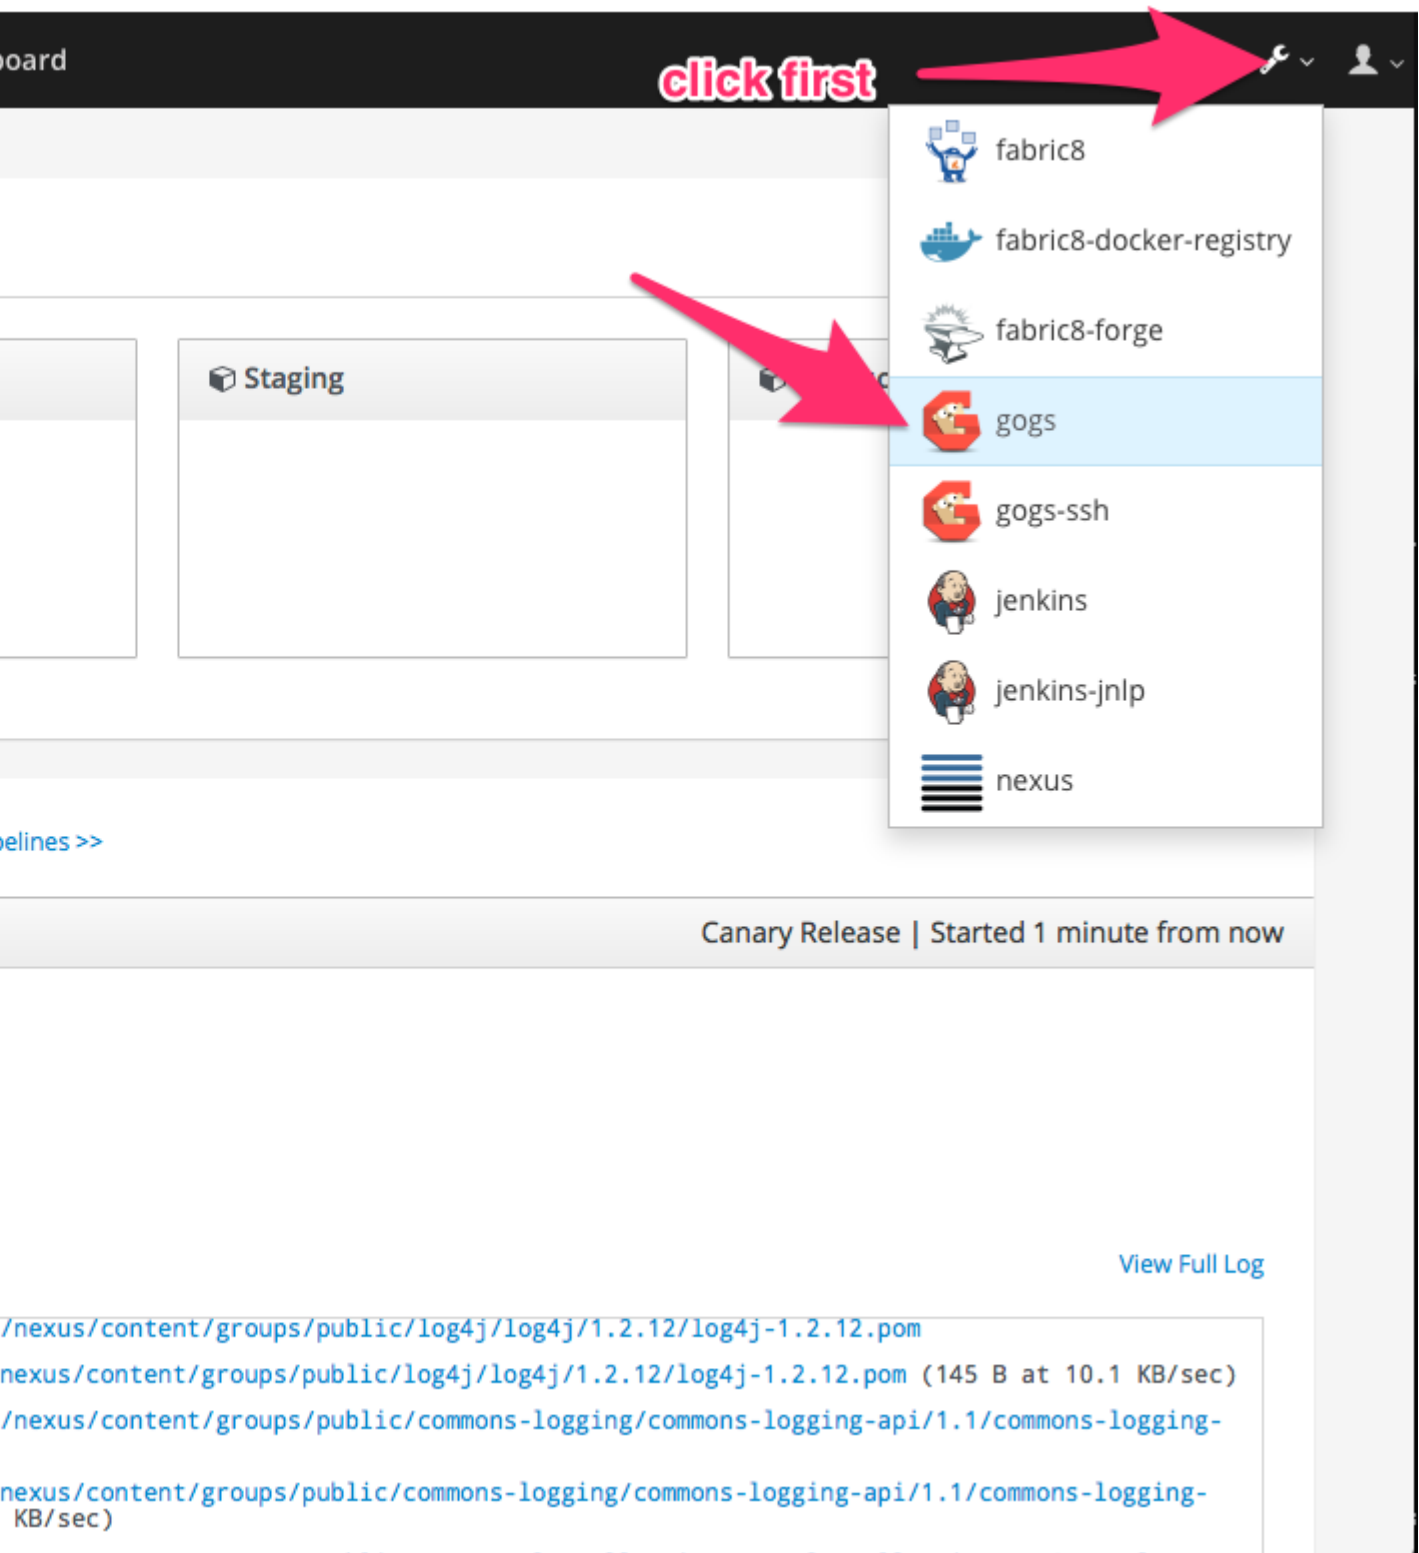 board
click first
fabric8
fabric8-docker-registry
fabric8-forge
Staging
gogs
gogs-ssh
jenkins
jenkins-jnlp
nexus
pelines >>
Canary Release | Started 1 minute from now
View Full Log
/nexus/content/groups/public/log4j/log4j/1.2.12/log4j-1.2.12.pom
nexus/content/groups/public/log4j/log4j/1.2.12/log4j-1.2.12.pom (145 B at 10.1 KB/sec)
/nexus/content/groups/public/commons-logging/commons-logging-api/1.1/commons-logging-
nexus/content/groups/public/commons-logging/commons-logging-api/1.1/commons-logging-
KB/sec)